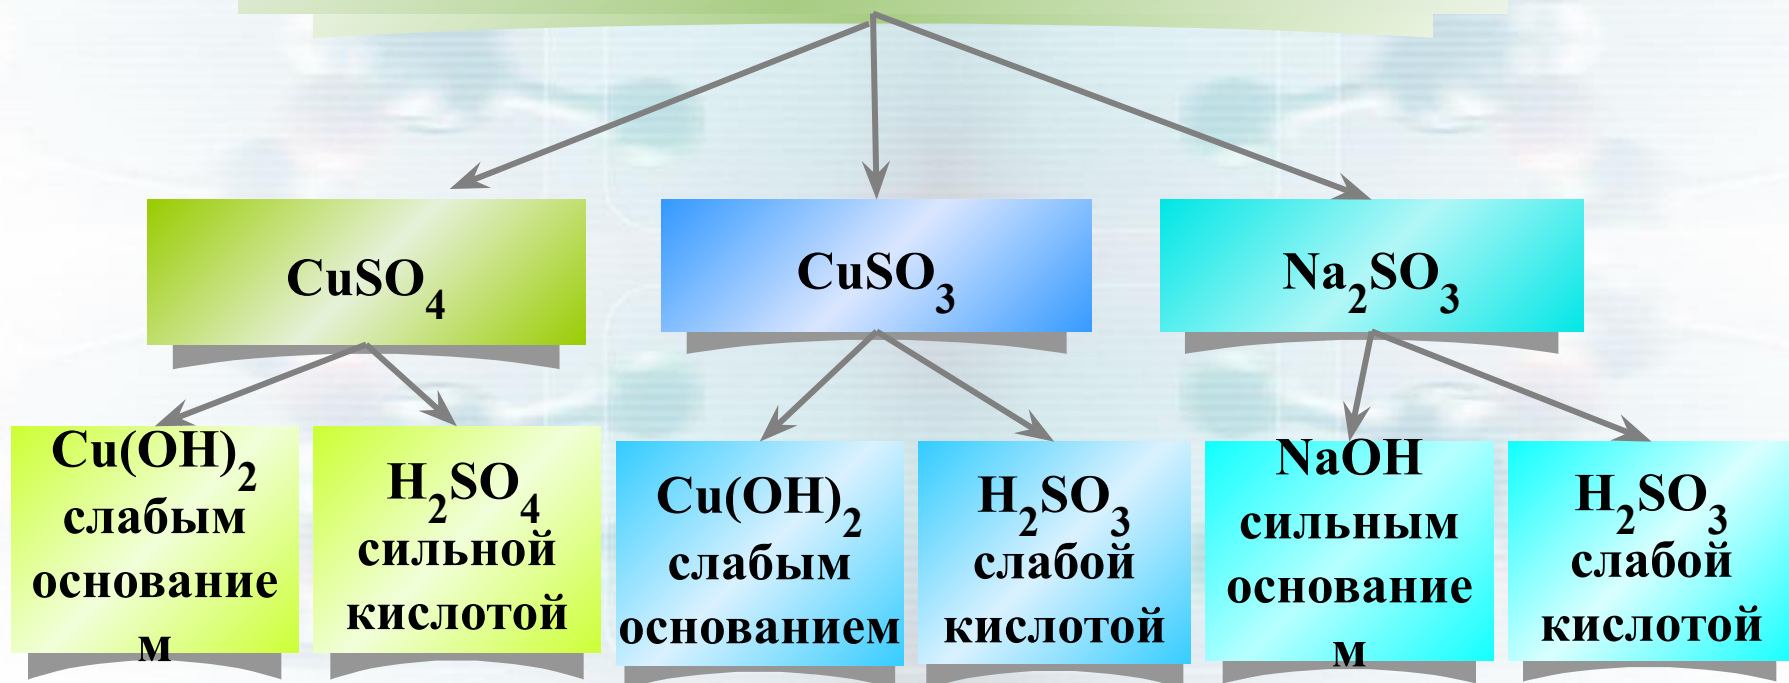 CuSO₄
CuSO₃
Na₂SO₃
Cu(OH)₂
слабым
основание
м
H₂SO₄
сильной
кислотой
Cu(OH)₂
слабым
основанием
H₂SO₃
слабой
кислотой
NaOH
сильным
основание
м
H₂SO₃
слабой
кислотой